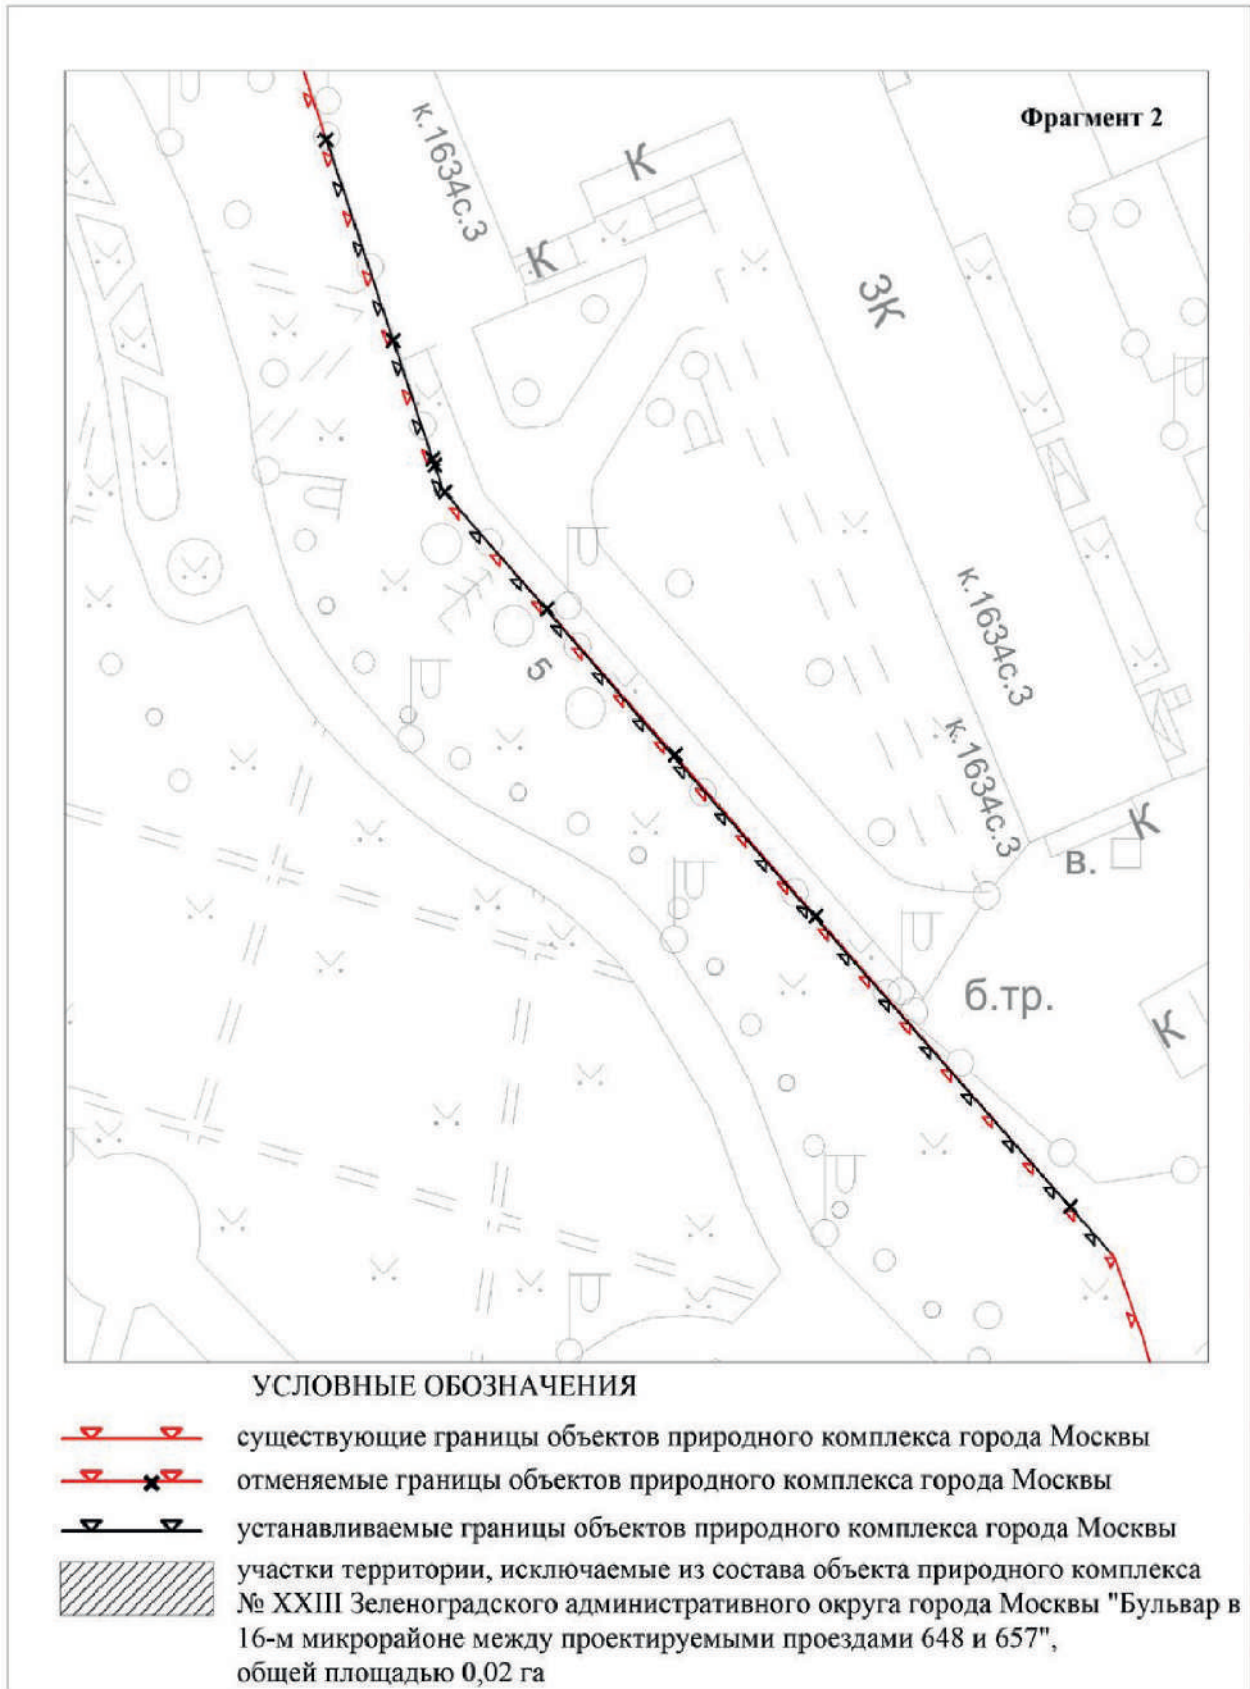 Фрагмент 2
к.1634с.3
К
К
3К
5
к.1634с.3
к.1634с.3
К
в.
б.тр.
К
УСЛОВНЫЕ ОБОЗНАЧЕНИЯ
существующие границы объектов природного комплекса города Москвы
отменяемые границы объектов природного комплекса города Москвы
устанавливаемые границы объектов природного комплекса города Москвы
участки территории, исключаемые из состава объекта природного комплекса
№ XXIII Зеленоградского административного округа города Москвы "Бульвар в
16-м микрорайоне между проектируемыми проездами 648 и 657",
общей площадью 0,02 га